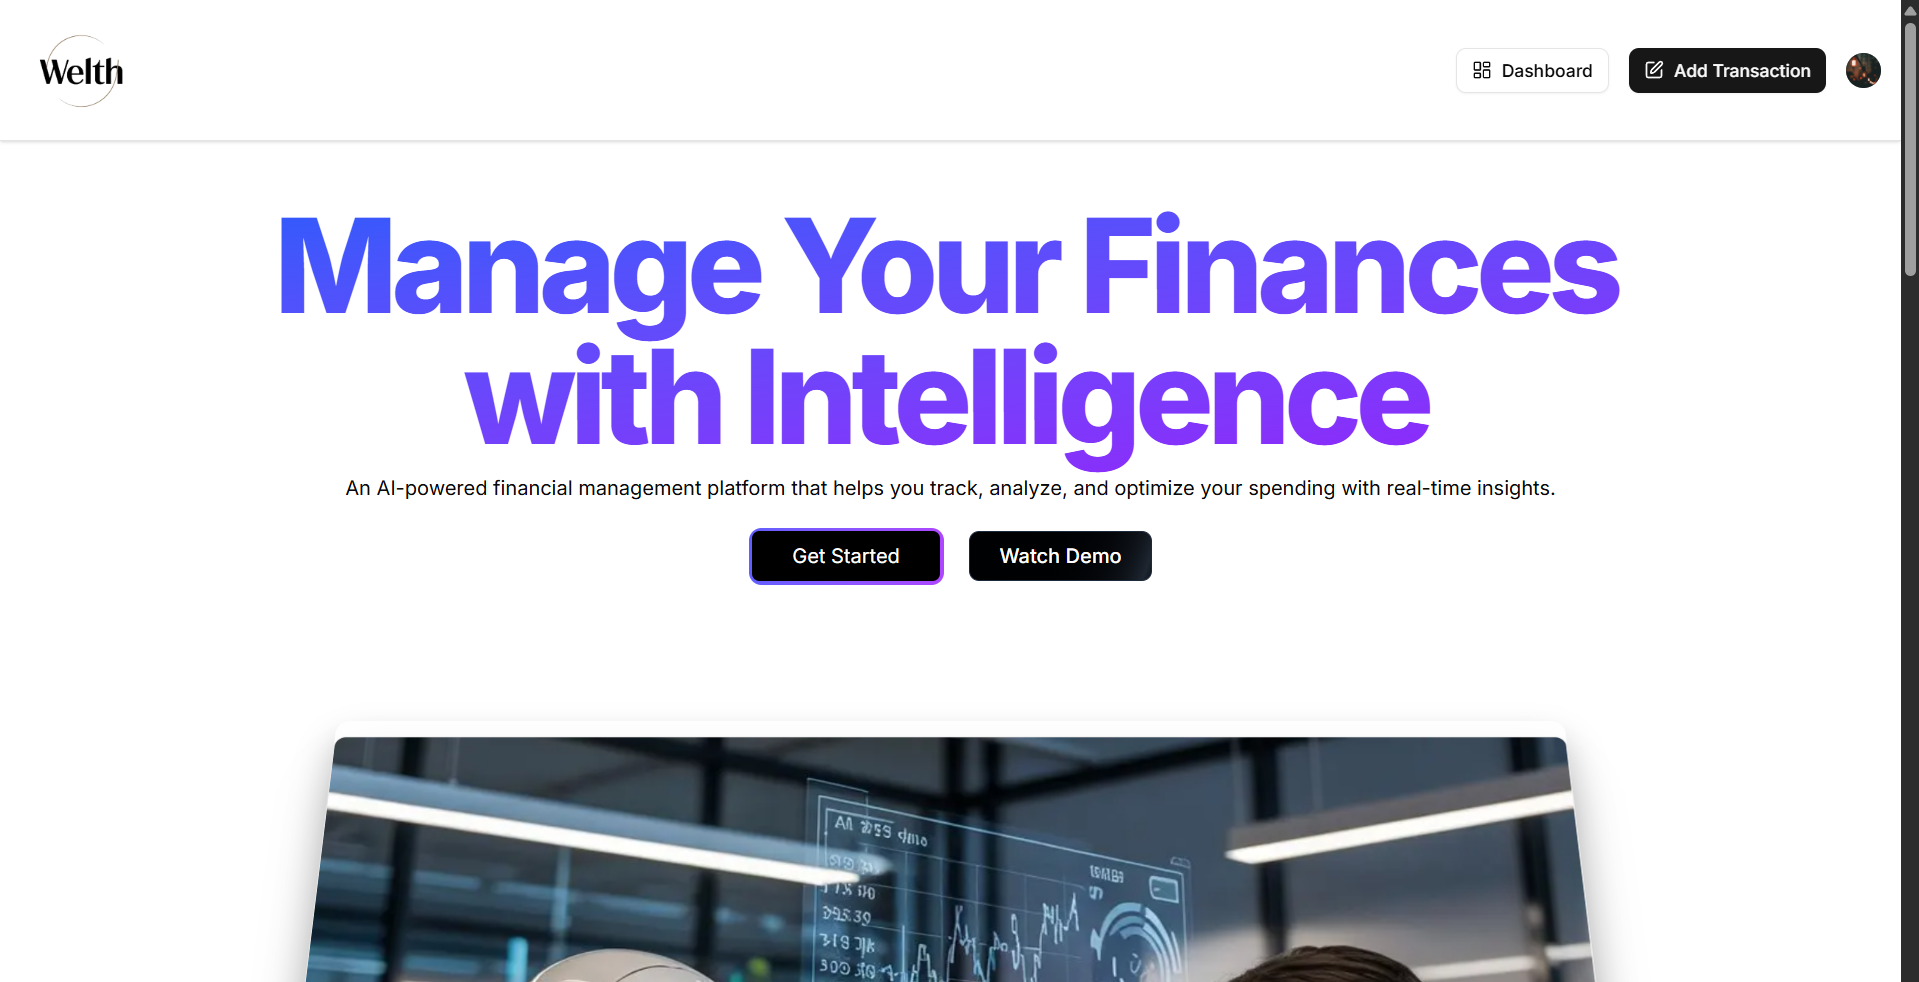 Welth
Dashboard
Add Transaction
Manage Your Finances
with Intelligence
An AI-powered financial management platform that helps you track, analyze, and optimize your spending with real-time insights.
Get Started
Watch Demo